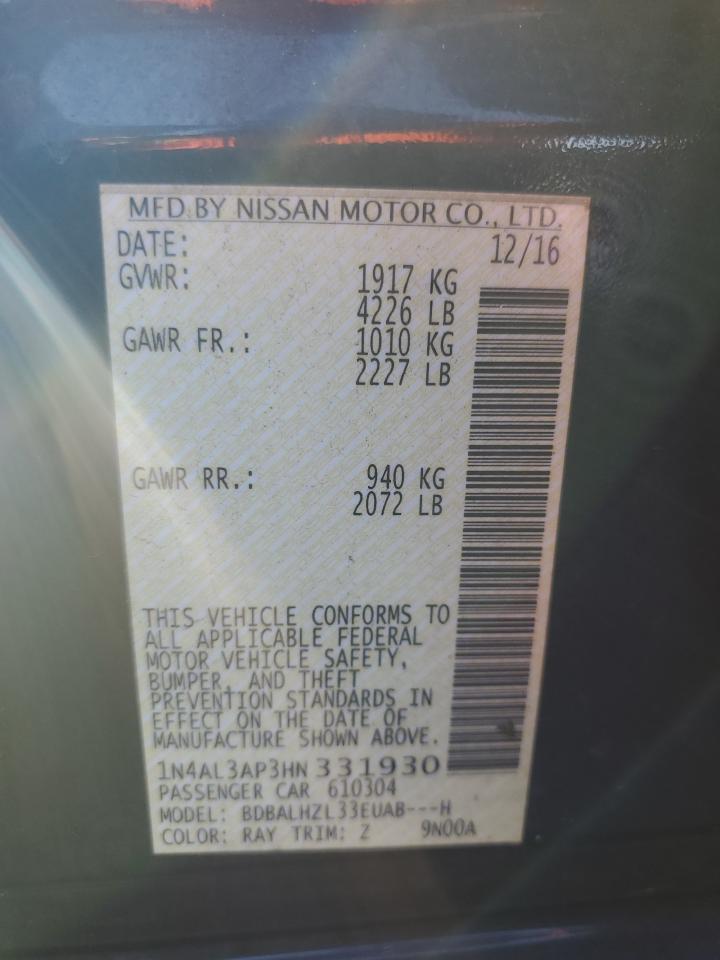 MFD.BY NISSAN MOTOR CO., LTD.
DATE: 12/16
GVWR: 1917 KG
4226 LB
GAWR FR.: 1010 KG
2227 LB
GAWR RR.: 940 KG
2072 LB
THIS VEHICLE CONFORMS TO
ALL APPLICABLE FEDERAL
MOTOR VEHICLE SAFETY,
BUMPER, AND THEFT
PREVENTION STANDARDS IN
EFFECT ON THE DATE OF
MANUFACTURE SHOWN ABOVE.
1N4AL3AP3HN 331930
PASSENGER CAR 610304
MODEL: BDBALHZL33EUAB---H
COLOR: RAY TRIM: Z 9N00A